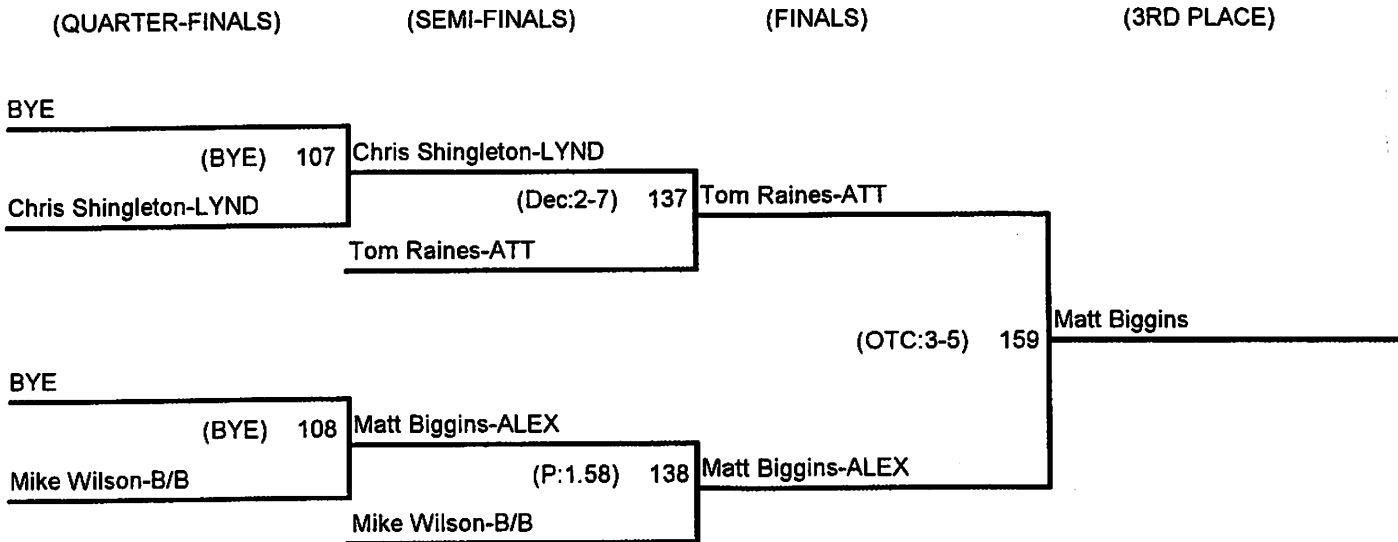 (QUARTER-FINALS) (SEMI-FINALS) (FINALS) (3RD PLACE)
BYE
(BYE) 107 Chris Shingleton-LYND
Chris Shingleton-LYND
(Dec:2-7) 137 Tom Raines-ATT
Tom Raines-ATT
(OTC:3-5) 159 Matt Biggins
BYE
(BYE) 108 Matt Biggins-ALEX
Mike Wilson-B/B
(P:1.58) 138 Matt Biggins-ALEX
Mike Wilson-B/B